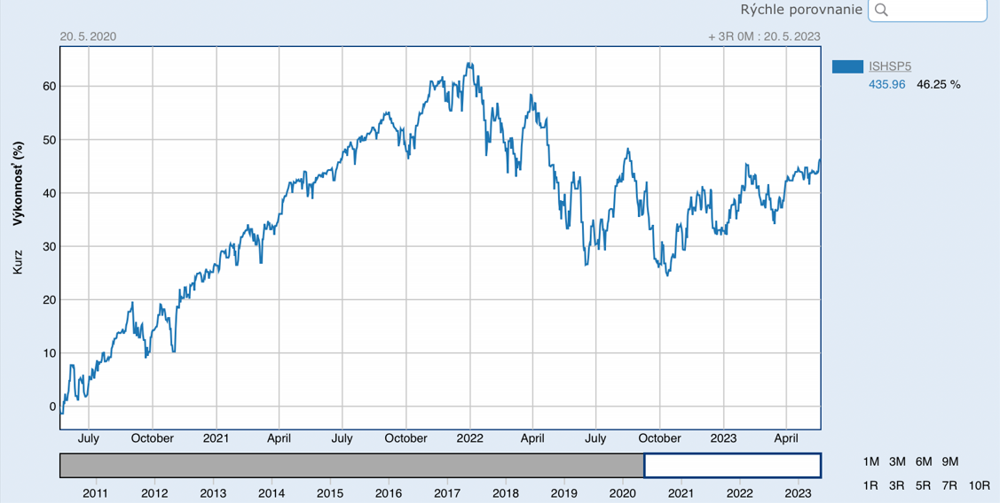 Rýchle porovnanie
20.5.2020
+ 3R 0M : 20.5.2023
ISHSP5
435.96 46.25 %
Výkonnosť (%)
Kurz
60
50
40
30
20
10
0
July October 2021 April July October 2022 April July October 2023 April
2011 2012 2013 2014 2015 2016 2017 2018 2019 2020 2021 2022 2023
1M 3M 6M 9M
1R 3R 5R 7R 10R